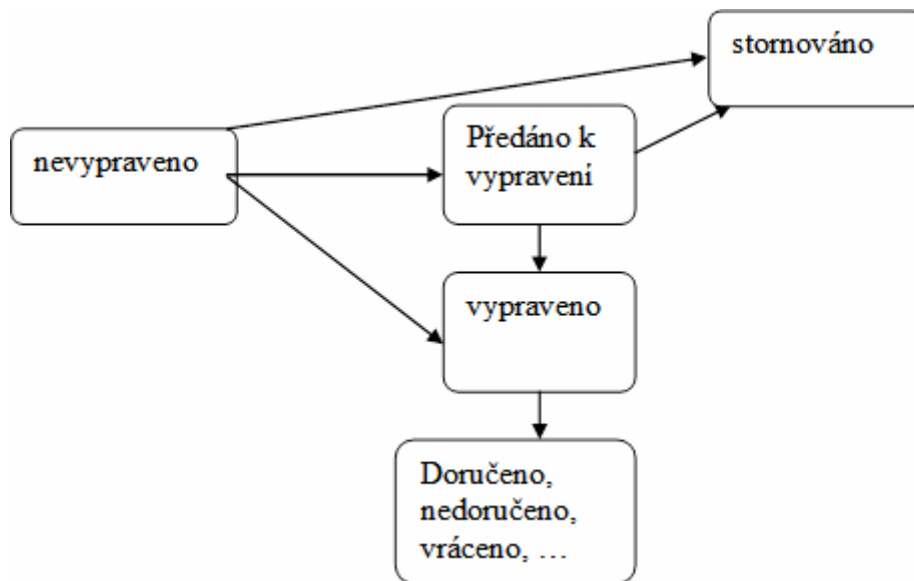 stornováno
Předáno k
vypravení
nevypraveno
vypraveno
Doručeno,
nedoručeno,
vráceno, …